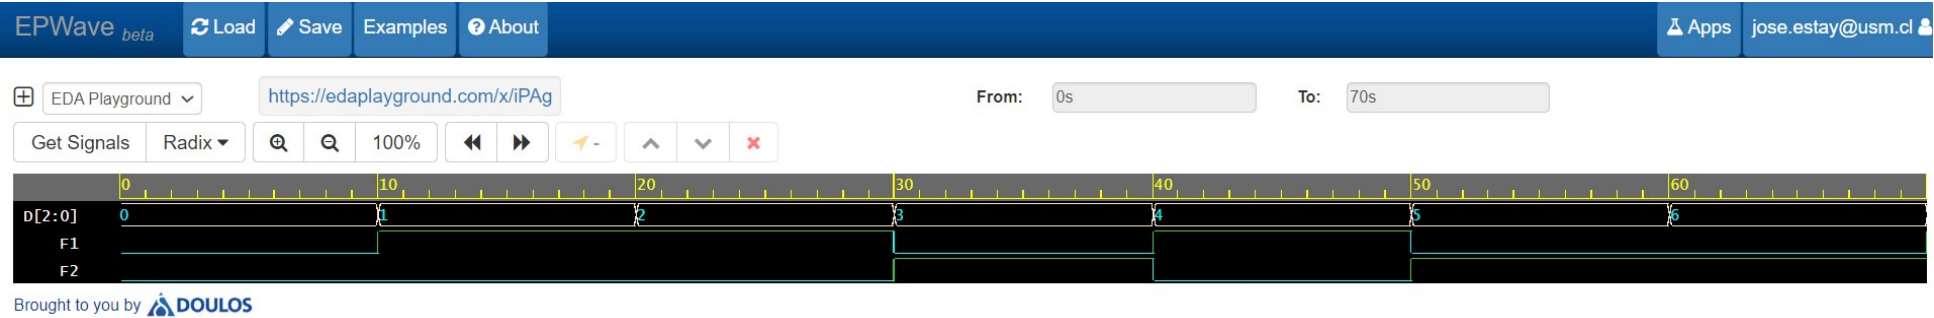 EPWave beta Load Save Examples About Apps jose.estay@usm.cl
EDA Playground https://edaplayground.com/x/iPAg From: 0s To: 70s
Get Signals Radix 100% -
0 10 20 30 40 50 60
D[2:0] 0 1 2 3 4 5 6
F1
F2
Brought to you by DOULOS